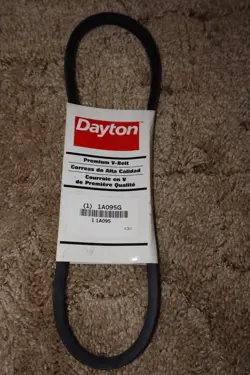 Dayton
Premium V-Belt
Correas de Alta Calidad
Courroie en V
de Première Qualité
(1) 1A095G
1 1A095